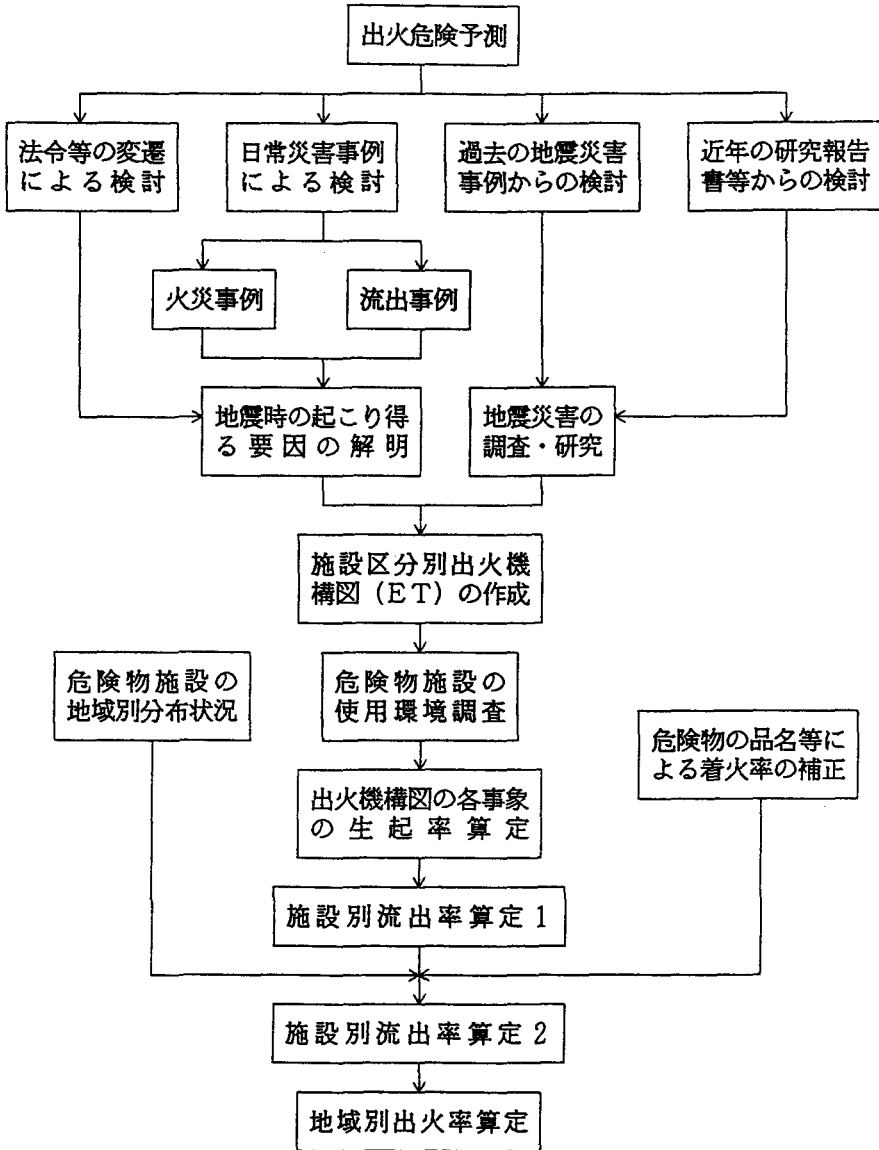 出火危険予測
法令等の変遷
による検討
日常災害事例
による検討
過去の地震災害
事例からの検討
近年の研究報告
書等からの検討
火災事例
流出事例
地震時の起こり得
る要因の解明
地震災害の
調査・研究
施設区分別出火機
構図（ET）の作成
危険物施設の
地域別分布状況
危険物施設の
使用環境調査
危険物の品名等に
よる着火率の補正
出火機構図の各事象
の生起率算定
施設別流出率算定1
施設別流出率算定2
地域別出火率算定